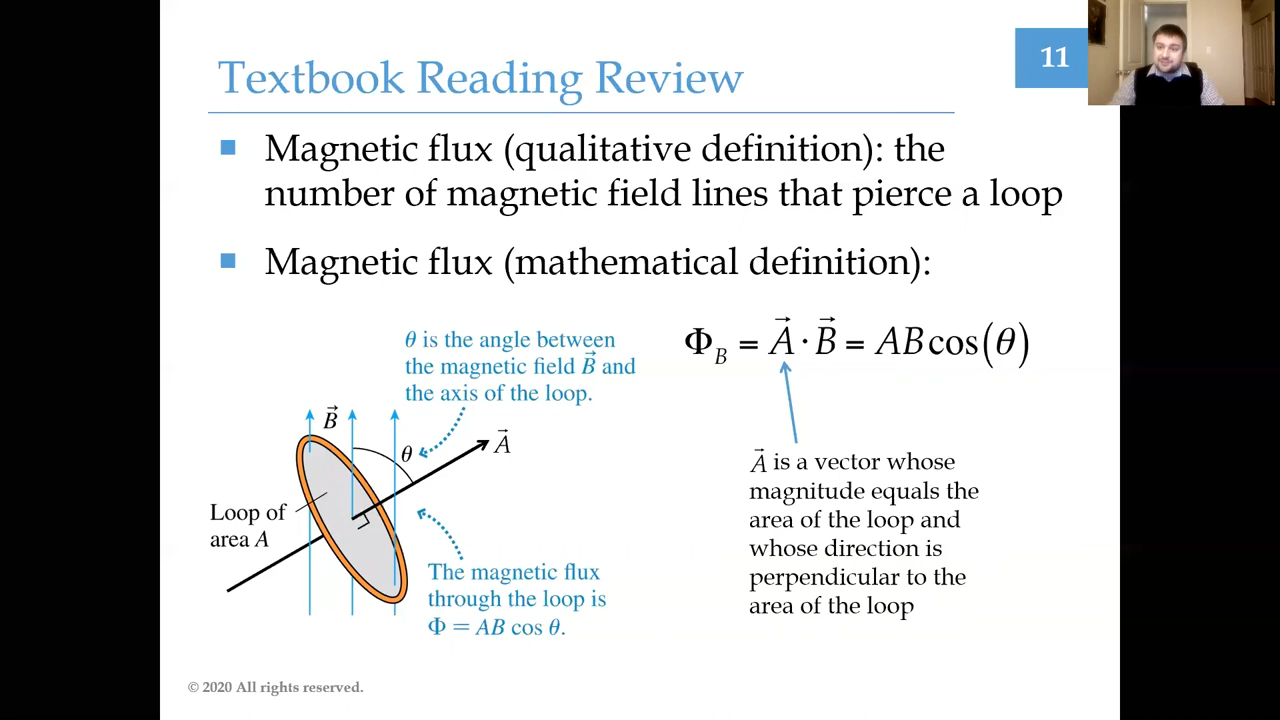 11
Textbook Reading Review
Magnetic flux (qualitative definition): the
number of magnetic field lines that pierce a loop
Magnetic flux (mathematical definition):
θ is the angle between
the magnetic field B⃗ and
the axis of the loop.
Φ_B = A⃗ · B⃗ = AB cos(θ)
B⃗
θ
A⃗
Loop of
area A
The magnetic flux
through the loop is
Φ = AB cos θ.
A⃗ is a vector whose
magnitude equals the
area of the loop and
whose direction is
perpendicular to the
area of the loop
© 2020 All rights reserved.